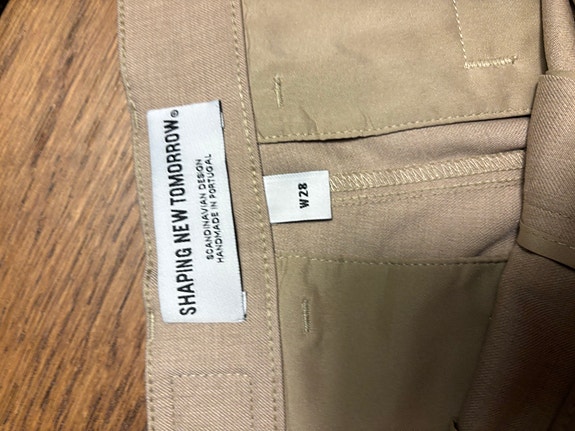 SHAPING NEW TOMORROW®
SCANDINAVIAN DESIGN
HANDMADE IN PORTUGAL
W28